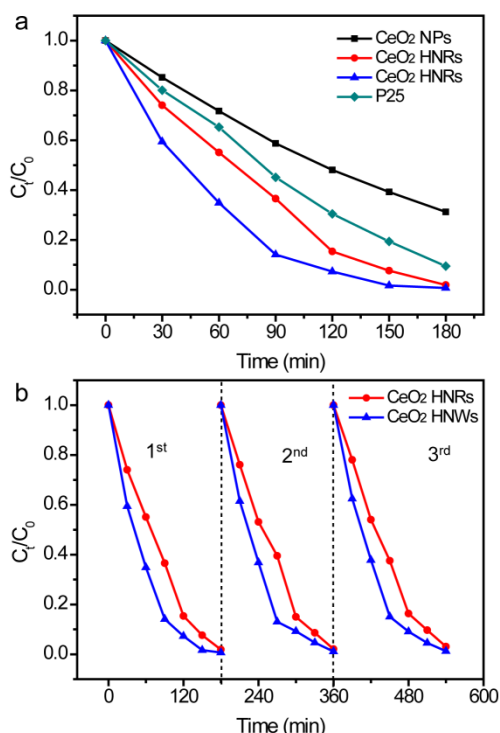 a
CeO2 NPs
CeO2 HNRs
CeO2 HNRs
P25
1.0
0.8
0.6
0.4
0.2
0.0
Ct/C0
0 30 60 90 120 150 180
Time (min)
b
CeO2 HNRs
CeO2 HNWs
1st 2nd 3rd
1.0
0.8
0.6
0.4
0.2
0.0
Ct/C0
0 120 240 360 480 600
Time (min)